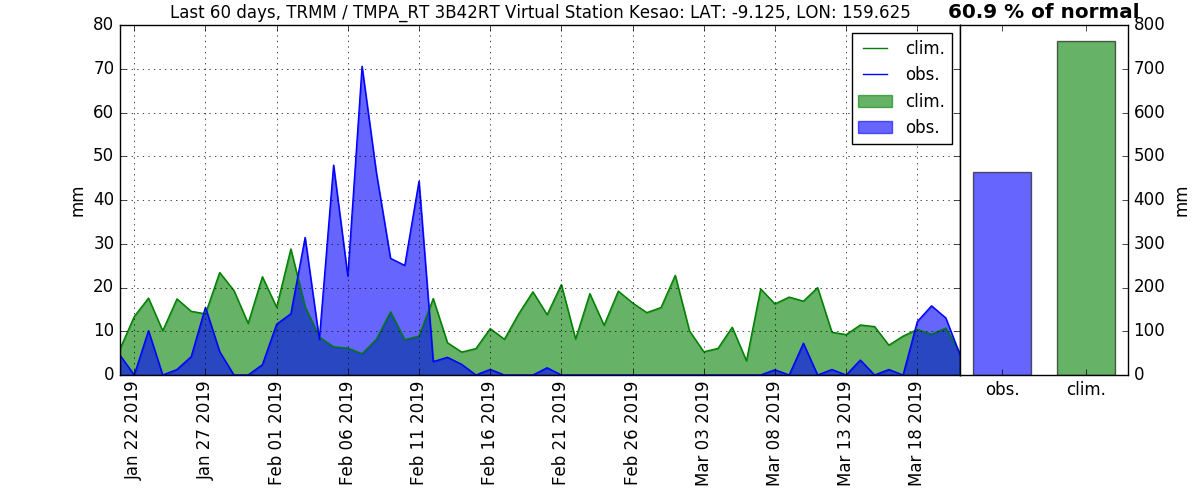 Last 60 days, TRMM / TMPA_RT 3B42RT Virtual Station Kesao: LAT: -9.125, LON: 159.625
60.9 % of normal
80
70
60
50
40
30
20
10
0
mm
clim.
obs.
clim.
obs.
800
700
600
500
400
300
200
100
0
mm
obs.
clim.
Jan 22 2019
Jan 27 2019
Feb 01 2019
Feb 06 2019
Feb 11 2019
Feb 16 2019
Feb 21 2019
Feb 26 2019
Mar 03 2019
Mar 08 2019
Mar 13 2019
Mar 18 2019